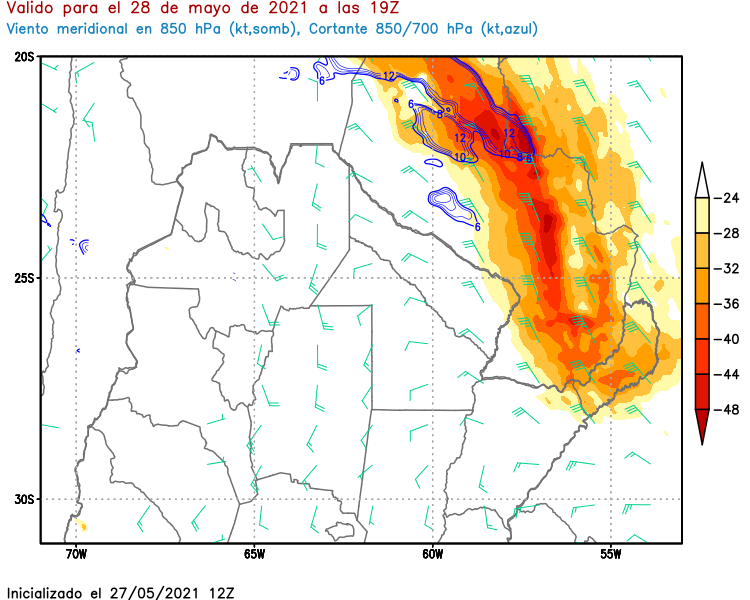 Valido para el 28 de mayo de 2021 a las 19Z
Viento meridional en 850 hPa (kt,somb), Cortante 850/700 hPa (kt,azul)
20S
12
6
6
8
12
12
10
10
8
6
6
-24
-28
-32
-36
-40
-44
-48
25S
30S
70W
65W
60W
55W
Inicializado el 27/05/2021 12Z